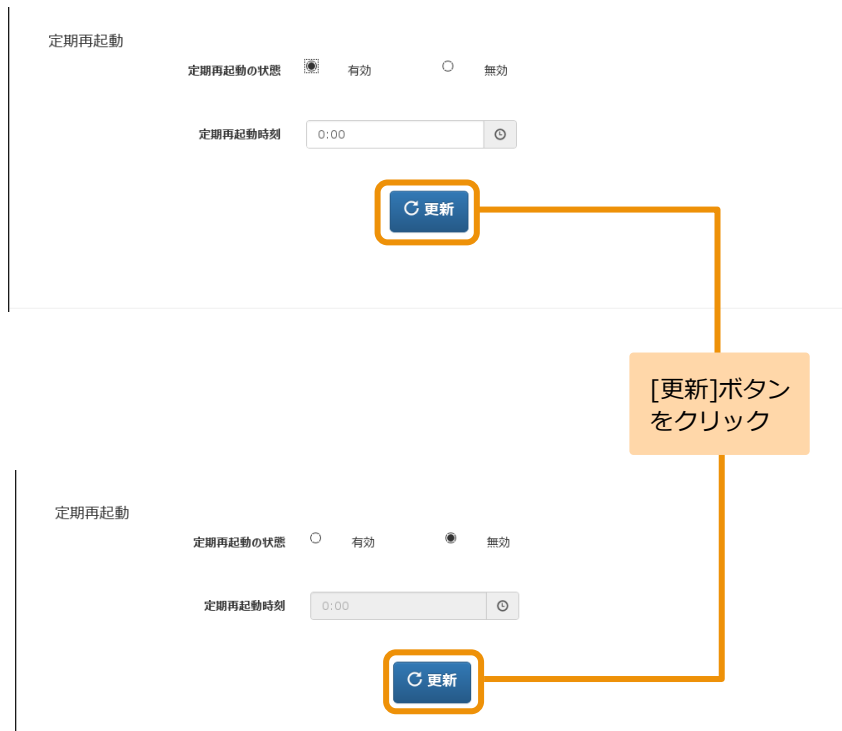 定期再起動
定期再起動の状態 有効 無効
定期再起動時刻 0:00
更新
[更新]ボタン
をクリック
定期再起動
定期再起動の状態 有効 無効
定期再起動時刻 0:00
更新